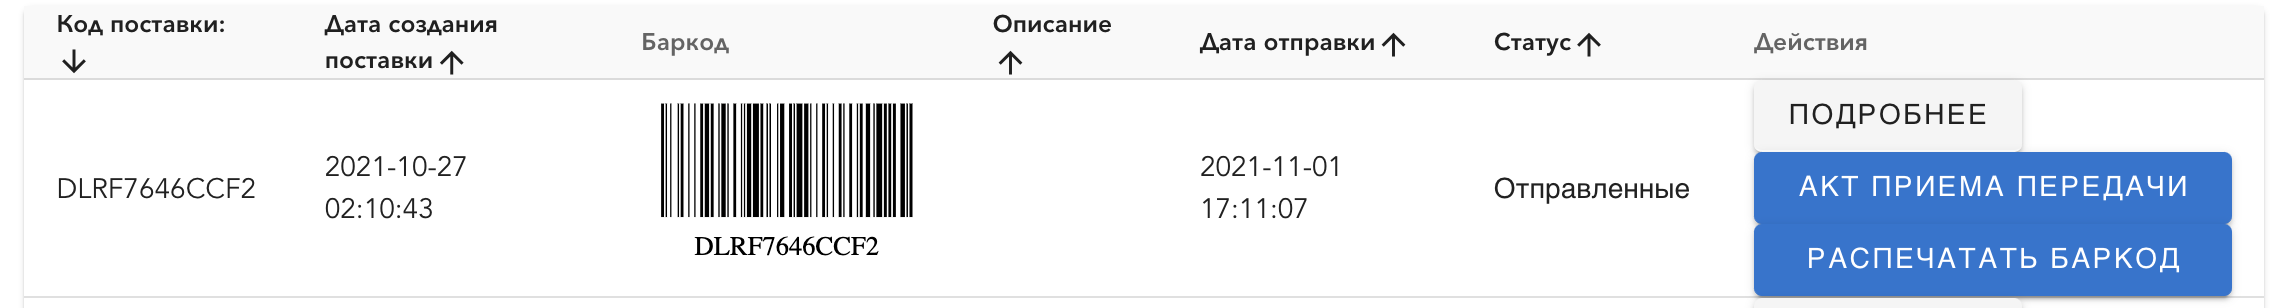 Код поставки:
Дата создания
поставки
Баркод
Описание
Дата отправки
Статус
Действия
DLRF7646CCF2
2021-10-27
02:10:43
DLRF7646CCF2
2021-11-01
17:11:07
Отправленные
ПОДРОБНЕЕ
АКТ ПРИЕМА ПЕРЕДАЧИ
РАСПЕЧАТАТЬ БАРКОД